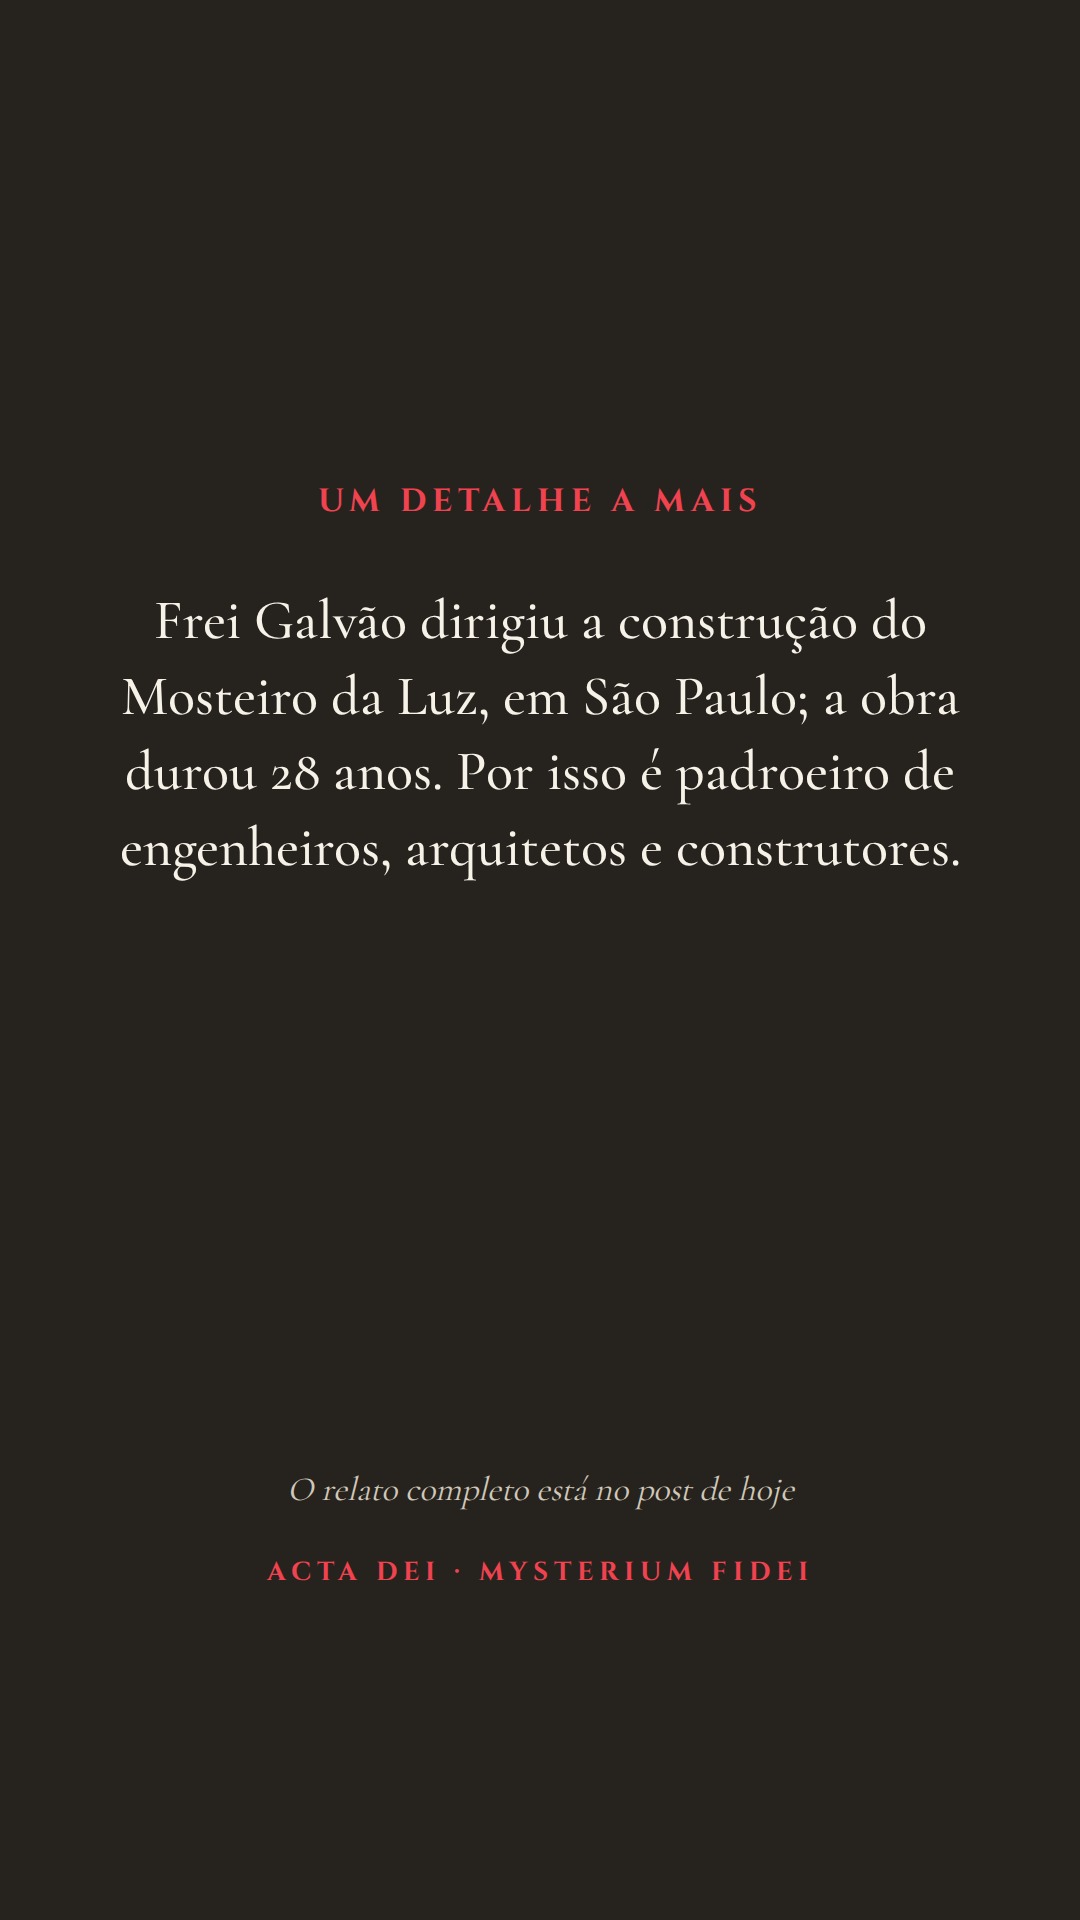 UM DETALHE A MAIS
Frei Galvão dirigiu a construção do
Mosteiro da Luz, em São Paulo; a obra
durou 28 anos. Por isso é padroeiro de
engenheiros, arquitetos e construtores.
O relato completo está no post de hoje
ACTA DEI · MYSTERIUM FIDEI